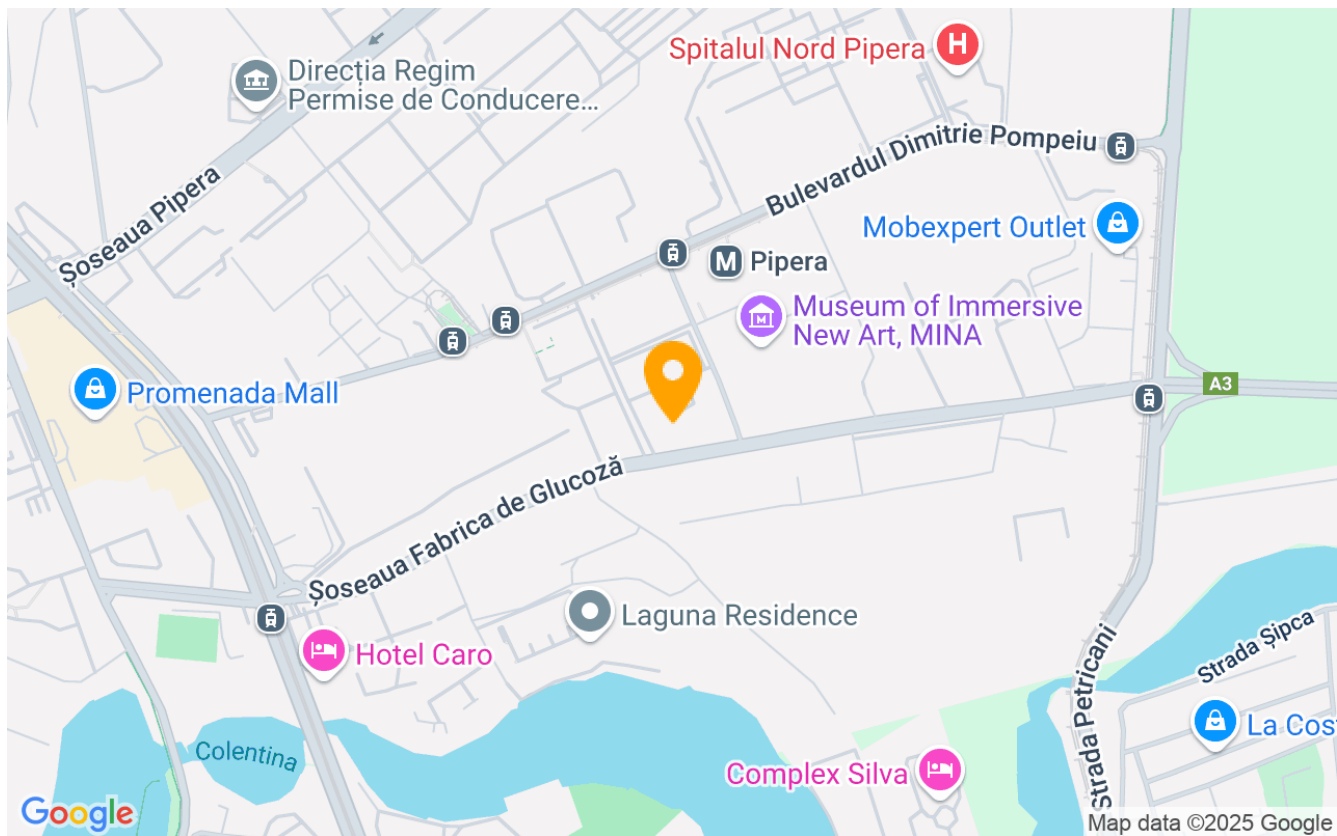 Spitalul Nord Pipera
H
Direcția Regim
Permise de Conducere...
Bulevardul Dimitrie Pompeiu
Șoseaua Pipera
Mobexpert Outlet
M
Pipera
Museum of Immersive
New Art, MINA
Promenada Mall
A3
Șoseaua Fabrica de Glucoză
Laguna Residence
Hotel Caro
Strada Șipca
Strada Petricani
La Cost
Colentina
Complex Silva
Google
Map data ©2025 Google